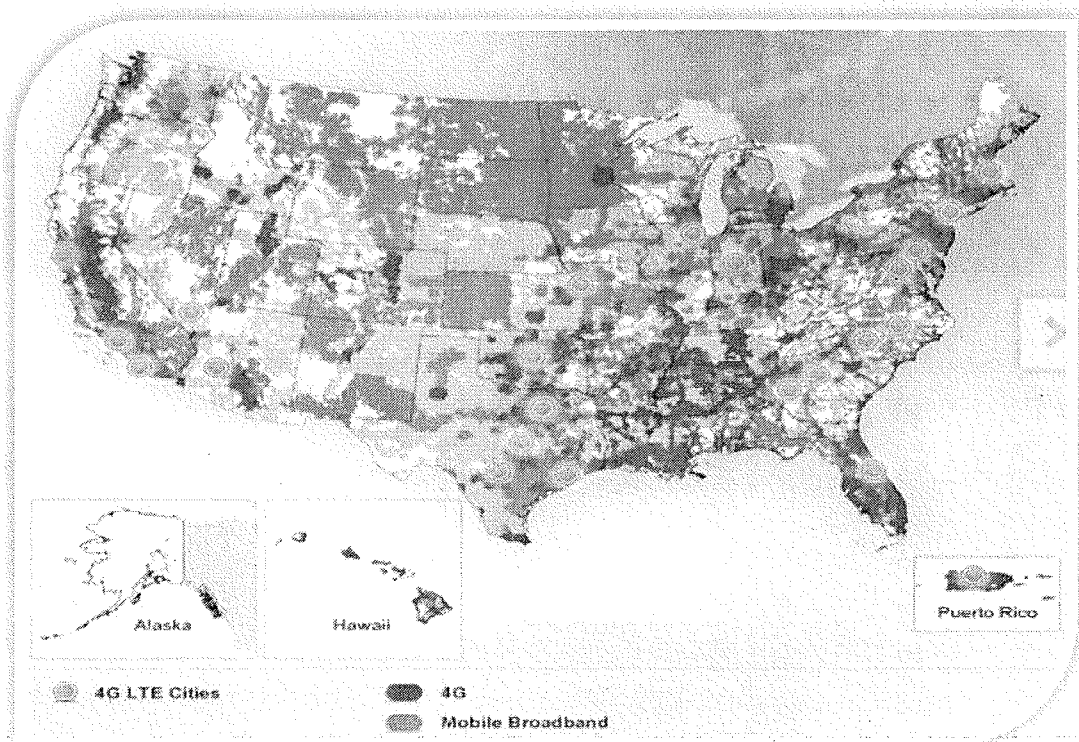 Alaska
Hawaii
Puerto Rico
4G LTE Cities
4G
Mobile Broadband